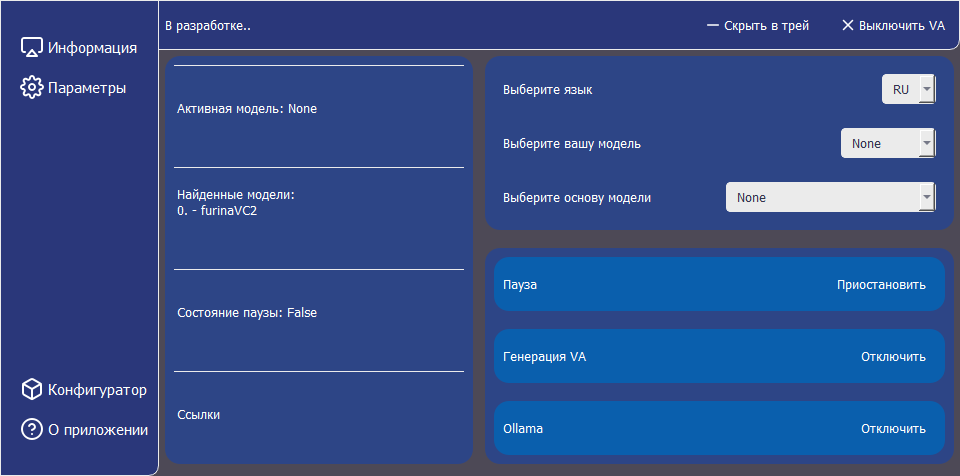 В разработке..
Скрыть в трей
Выключить VA
Информация
Параметры
Конфигуратор
О приложении
Активная модель: None
Найденные модели:
0. - furinaVC2
Состояние паузы: False
Ссылки
Выберите язык
RU
Выберите вашу модель
None
Выберите основу модели
None
Пауза
Приостановить
Генерация VA
Отключить
Ollama
Отключить